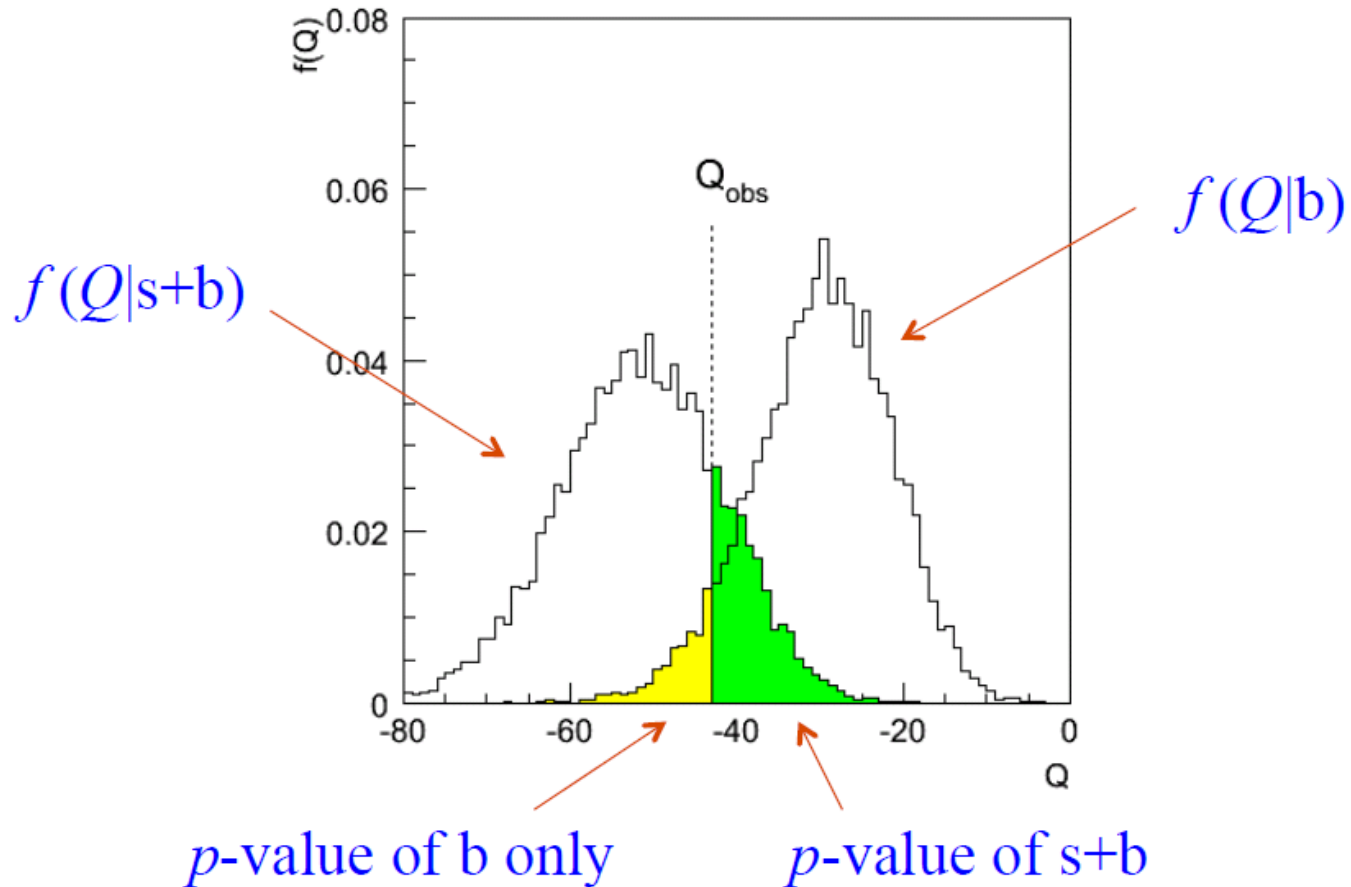 f(Q)
0.08
0.06
0.04
0.02
0
-80
-60
-40
-20
0
Q
Q_obs
f (Q|s+b)
f (Q|b)
p-value of b only
p-value of s+b